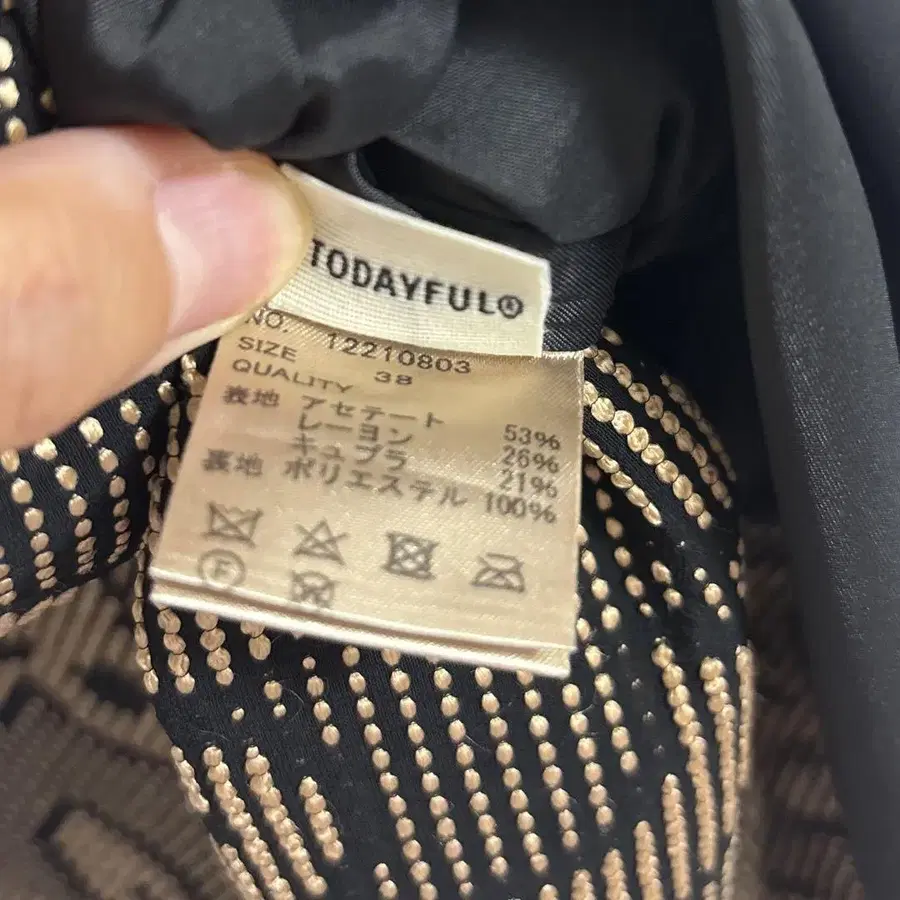 TODAYFUL®
NO. 12210803
SIZE 38
QUALITY
表地 アセテート 53%
レーヨン 26%
キュプラ 21%
裏地 ポリエステル 100%
F